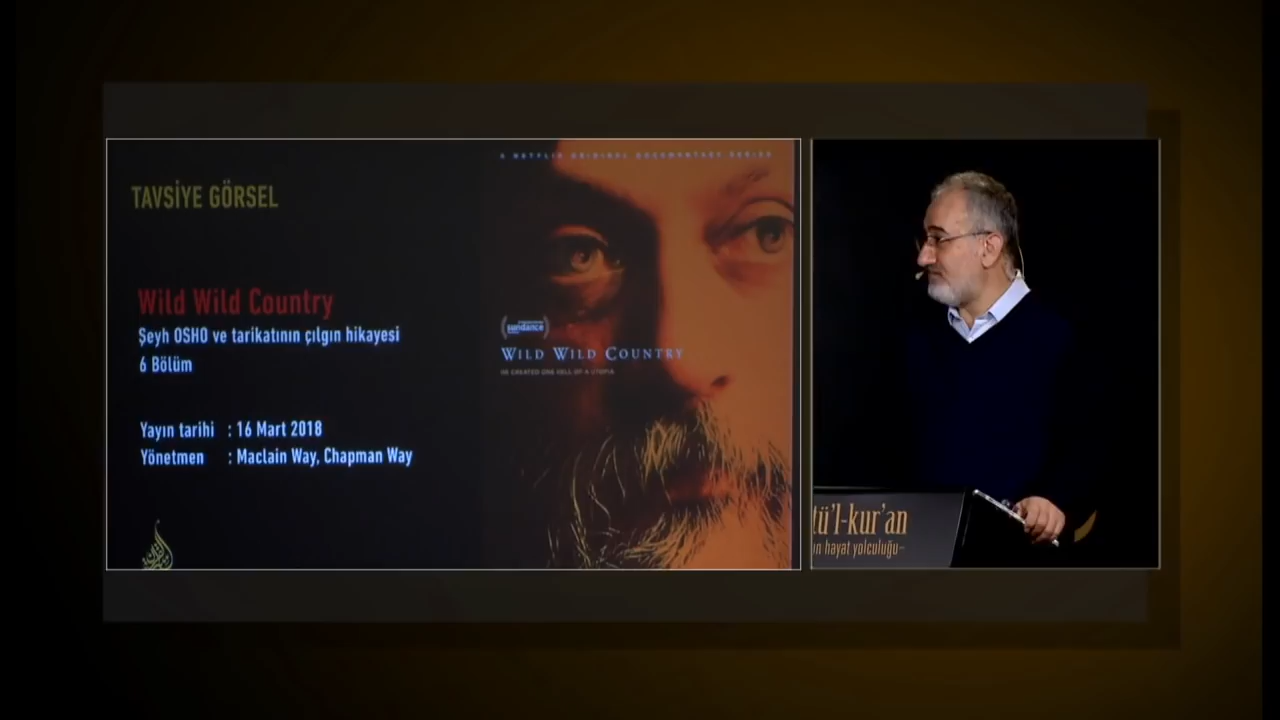 TAVSİYE GÖRSEL
Wild Wild Country
Şeyh OSHO ve tarikatının çılgın hikayesi
6 Bölüm
Yayın tarihi : 16 Mart 2018
Yönetmen : Maclain Way, Chapman Way
A NETFLIX ORIGINAL DOCUMENTARY SERIES
sundance
WILD WILD COUNTRY
HE CREATED ONE HELL OF A UTOPIA
tü'l-kur'an
ın hayat yolculuğu-